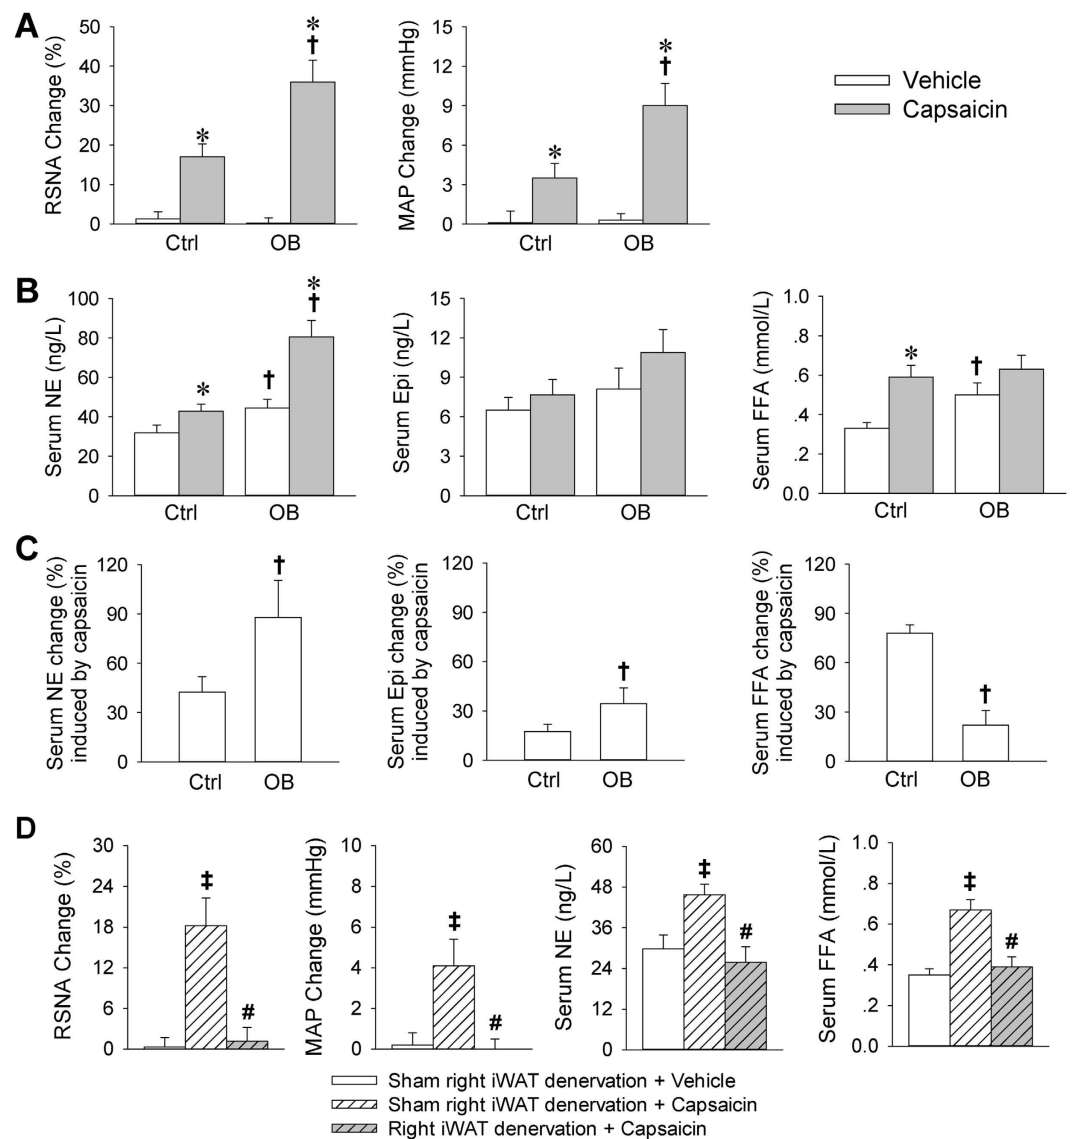 A
RSNA Change (%)
50
40
30
20
10
0
*
*
†
Ctrl
OB
MAP Change (mmHg)
15
12
9
6
3
0
*
*
†
Ctrl
OB
Vehicle
Capsaicin
B
Serum NE (ng/L)
100
80
60
40
20
0
*
†
*
†
Ctrl
OB
Serum Epi (ng/L)
15
12
9
6
3
0
Ctrl
OB
Serum FFA (mmol/L)
1.0
.8
.6
.4
.2
0.0
*
†
Ctrl
OB
C
Serum NE change (%)
induced by capsaicin
120
90
60
30
0
†
Ctrl
OB
Serum Epi change (%)
induced by capsaicin
120
90
60
30
0
†
Ctrl
OB
Serum FFA change (%)
induced by capsaicin
120
90
60
30
0
†
Ctrl
OB
D
RSNA Change (%)
30
24
18
12
6
0
‡
#
MAP Change (mmHg)
10
8
6
4
2
0
‡
#
Serum NE (ng/L)
60
48
36
24
12
0
‡
#
Serum FFA (mmol/L)
1.0
.8
.6
.4
.2
0.0
‡
#
Sham right iWAT denervation + Vehicle
Sham right iWAT denervation + Capsaicin
Right iWAT denervation + Capsaicin